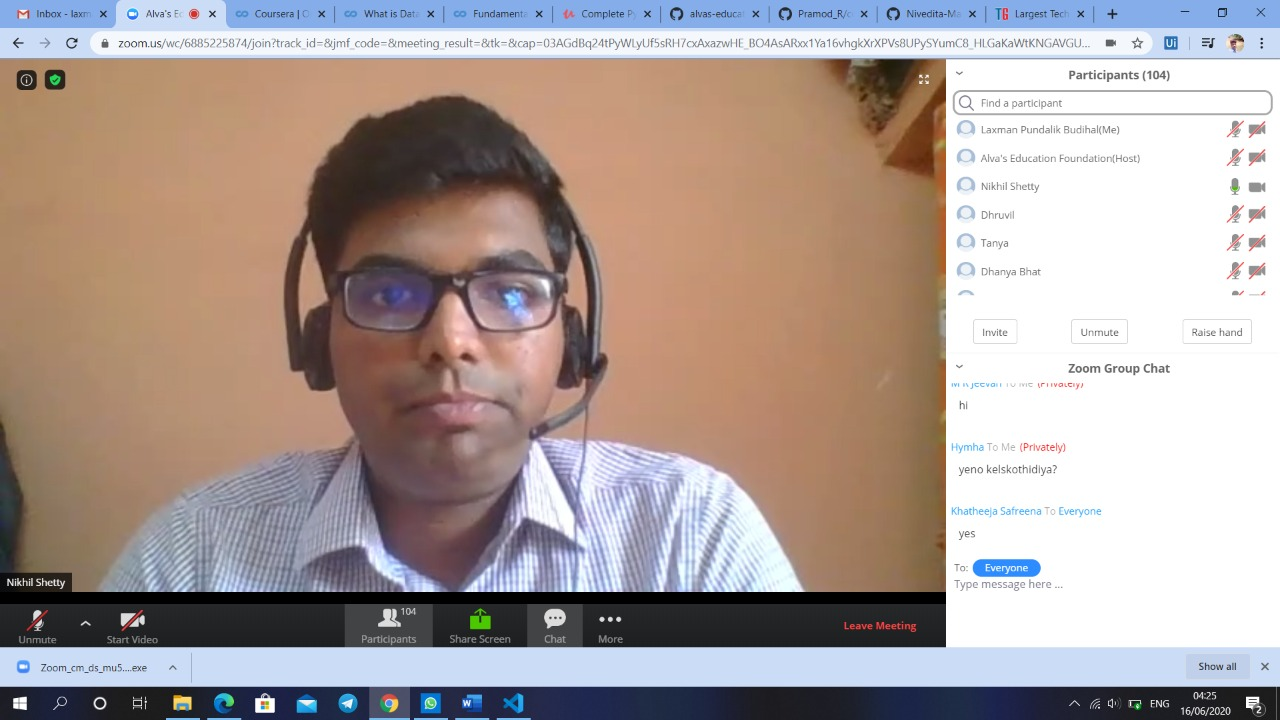 Alva's Ec
Coursera | C
What is Data
Fundamenta
Complete Py
alvas-educat
Pramod_R/c
Nivedita-Ma
Largest Tech
zoom.us/wc/6885225874/join?track_id=&jmf_code=&meeting_result=&tk=&cap=03AGdBq24tPyWLyUf5sRH7cxAxazwHE_BO4AsARxx1Ya16vhgkXrXPVs8UPySYumC8_HLGaKaWtKNGAVGU...
Nikhil Shetty
Unmute
Start Video
104
Participants
Share Screen
Chat
More
Leave Meeting
Participants (104)
Find a participant
Laxman Pundalik Budihal(Me)
Alva's Education Foundation(Host)
Nikhil Shetty
Dhruvil
Tanya
Dhanya Bhat
Invite
Unmute
Raise hand
Zoom Group Chat
M R Jeevan To Me (Privately)
hi
Hymha To Me (Privately)
yeno kelskothidiya?
Khatheeja Safreena To Everyone
yes
To: Everyone
Type message here ...
Zoom_cm_ds_mu5....exe
Show all
ENG
04:25
16/06/2020
2